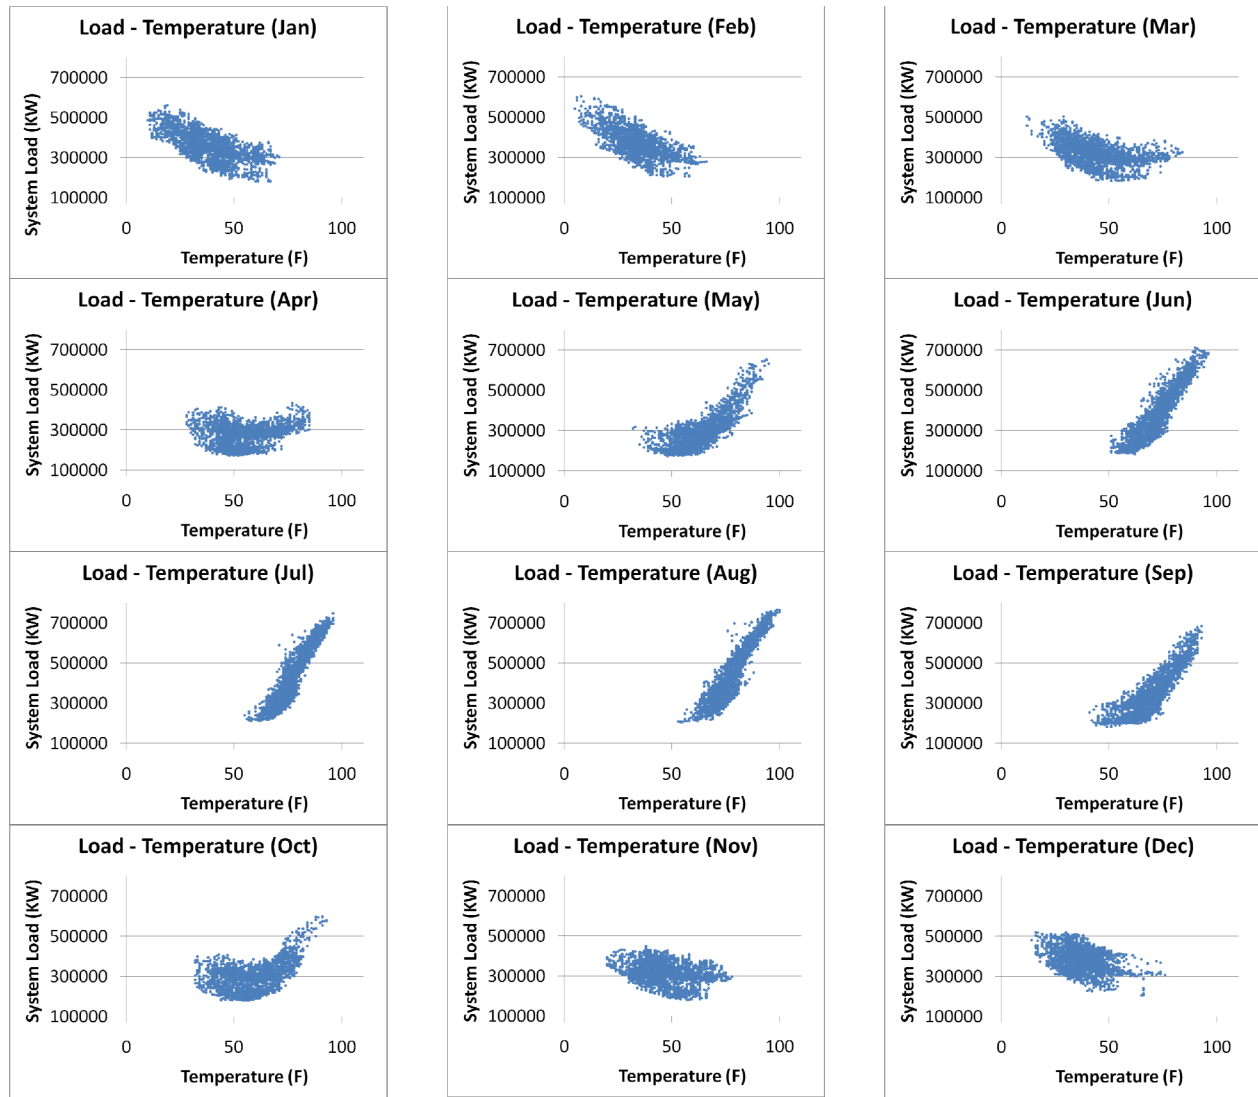 Load - Temperature (Jan)
System Load (KW)
700000
500000
300000
100000
0 50 100
Temperature (F)
Load - Temperature (Feb)
System Load (KW)
700000
500000
300000
100000
0 50 100
Temperature (F)
Load - Temperature (Mar)
System Load (KW)
700000
500000
300000
100000
0 50 100
Temperature (F)
Load - Temperature (Apr)
System Load (KW)
700000
500000
300000
100000
0 50 100
Temperature (F)
Load - Temperature (May)
System Load (KW)
700000
500000
300000
100000
0 50 100
Temperature (F)
Load - Temperature (Jun)
System Load (KW)
700000
500000
300000
100000
0 50 100
Temperature (F)
Load - Temperature (Jul)
System Load (KW)
700000
500000
300000
100000
0 50 100
Temperature (F)
Load - Temperature (Aug)
System Load (KW)
700000
500000
300000
100000
0 50 100
Temperature (F)
Load - Temperature (Sep)
System Load (KW)
700000
500000
300000
100000
0 50 100
Temperature (F)
Load - Temperature (Oct)
System Load (KW)
700000
500000
300000
100000
0 50 100
Temperature (F)
Load - Temperature (Nov)
System Load (KW)
700000
500000
300000
100000
0 50 100
Temperature (F)
Load - Temperature (Dec)
System Load (KW)
700000
500000
300000
100000
0 50 100
Temperature (F)